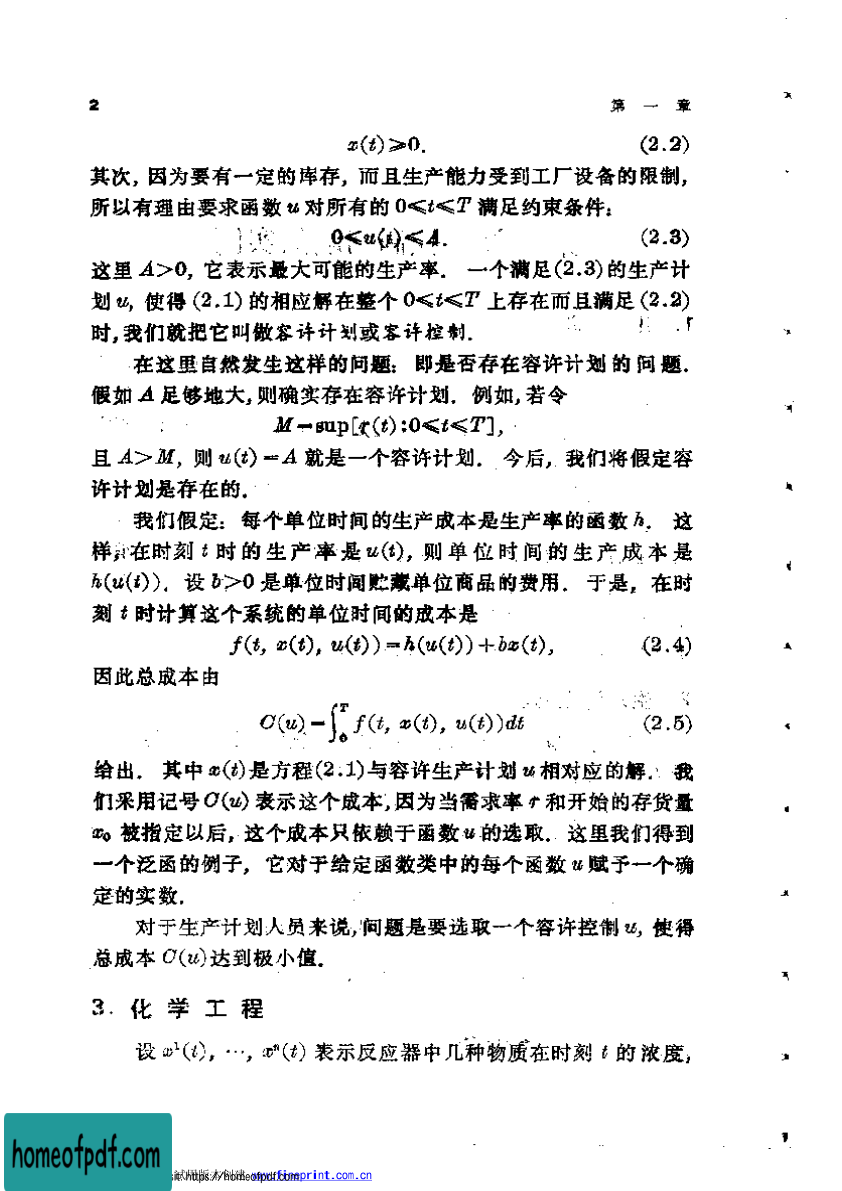 2 第一章
x(t)≥0. (2.2)
其次, 因为要有一定的库存, 而且生产能力受到工厂设备的限制,
所以有理由要求函数 u 对所有的 0≤t≤T 满足约束条件:
0≤u(t)≤A. (2.3)
这里 A>0, 它表示最大可能的生产率. 一个满足(2.3)的生产计
划 u, 使得 (2.1) 的相应解在整个 0≤t≤T 上存在而且满足 (2.2)
时, 我们就把它叫做容许计划或客许控制.
在这里自然发生这样的问题: 即是否存在容许计划的问题.
假如 A 足够地大, 则确实存在容许计划. 例如, 若令
M=sup[r(t):0≤t≤T],
且 A>M, 则 u(t)=A 就是一个容许计划. 今后, 我们将假定容
许计划是存在的.
我们假定: 每个单位时间的生产成本是生产率的函数 h. 这
样, 在时刻 t 时的生产率是 u(t), 则单位时间的生产成本是
h(u(t)). 设 b>0 是单位时间贮藏单位商品的费用. 于是, 在时
刻 t 时计算这个系统的单位时间的成本是
f(t, x(t), u(t))=h(u(t))+bx(t), (2.4)
因此总成本由
C(u)=∫₀ᵀ f(t, x(t), u(t))dt (2.5)
给出. 其中 x(t) 是方程(2.1)与容许生产计划 u 相对应的解. 我
们采用记号 C(u) 表示这个成本, 因为当需求率 r 和开始的存货量
x₀ 被指定以后, 这个成本只依赖于函数 u 的选取. 这里我们得到
一个泛函的例子, 它对于给定函数类中的每个函数 u 赋予一个确
定的实数.
对于生产计划人员来说, 问题是要选取一个容许控制 u, 使得
总成本 C(u) 达到极小值.
3. 化学工程
设 x¹(t), …, xⁿ(t) 表示反应器中几种物质在时刻 t 的浓度,
homeofpdf.com
https://homeofpdf.com
fineprint.com.cn